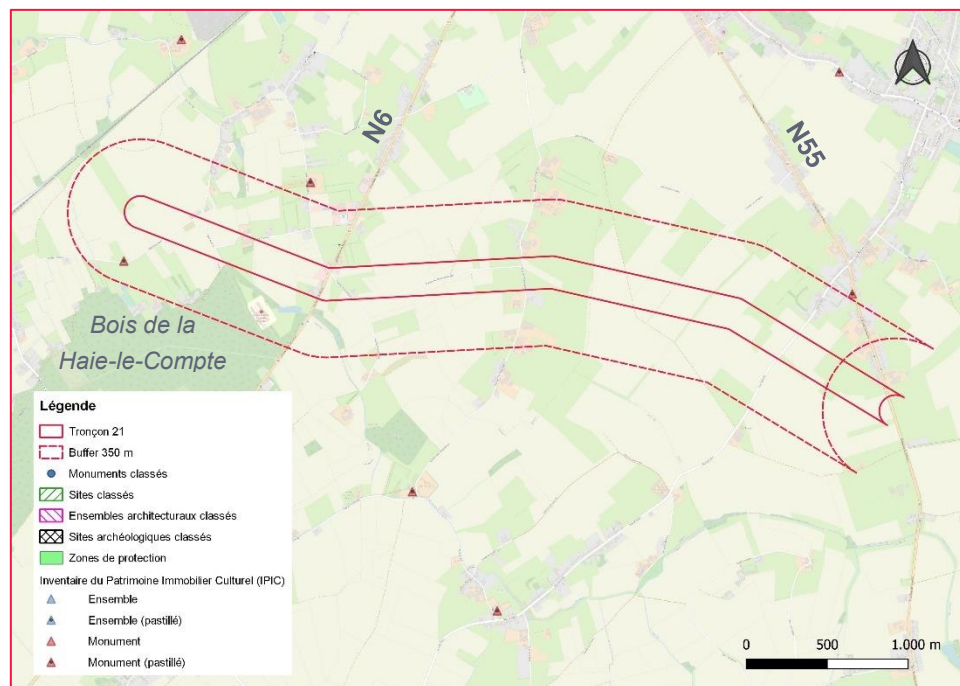 N6
N55
Bois de la
Haie-le-Compte
Légende
Tronçon 21
Buffer 350 m
Monuments classés
Sites classés
Ensembles architecturaux classés
Sites archéologiques classés
Zones de protection
Inventaire du Patrimoine Immobilier Culturel (IPIC)
Ensemble
Ensemble (pastillé)
Monument
Monument (pastillé)
0 500 1.000 m